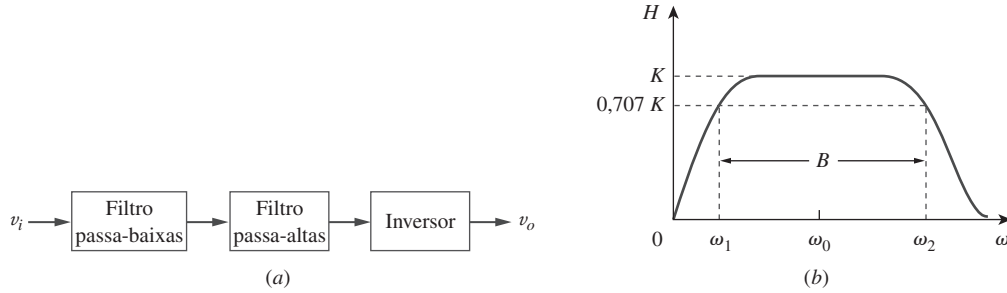 v_i
Filtro
passa-baixas
Filtro
passa-altas
Inversor
v_o
(a)
H
K
0,707 K
B
0
ω_1
ω_0
ω_2
ω
(b)